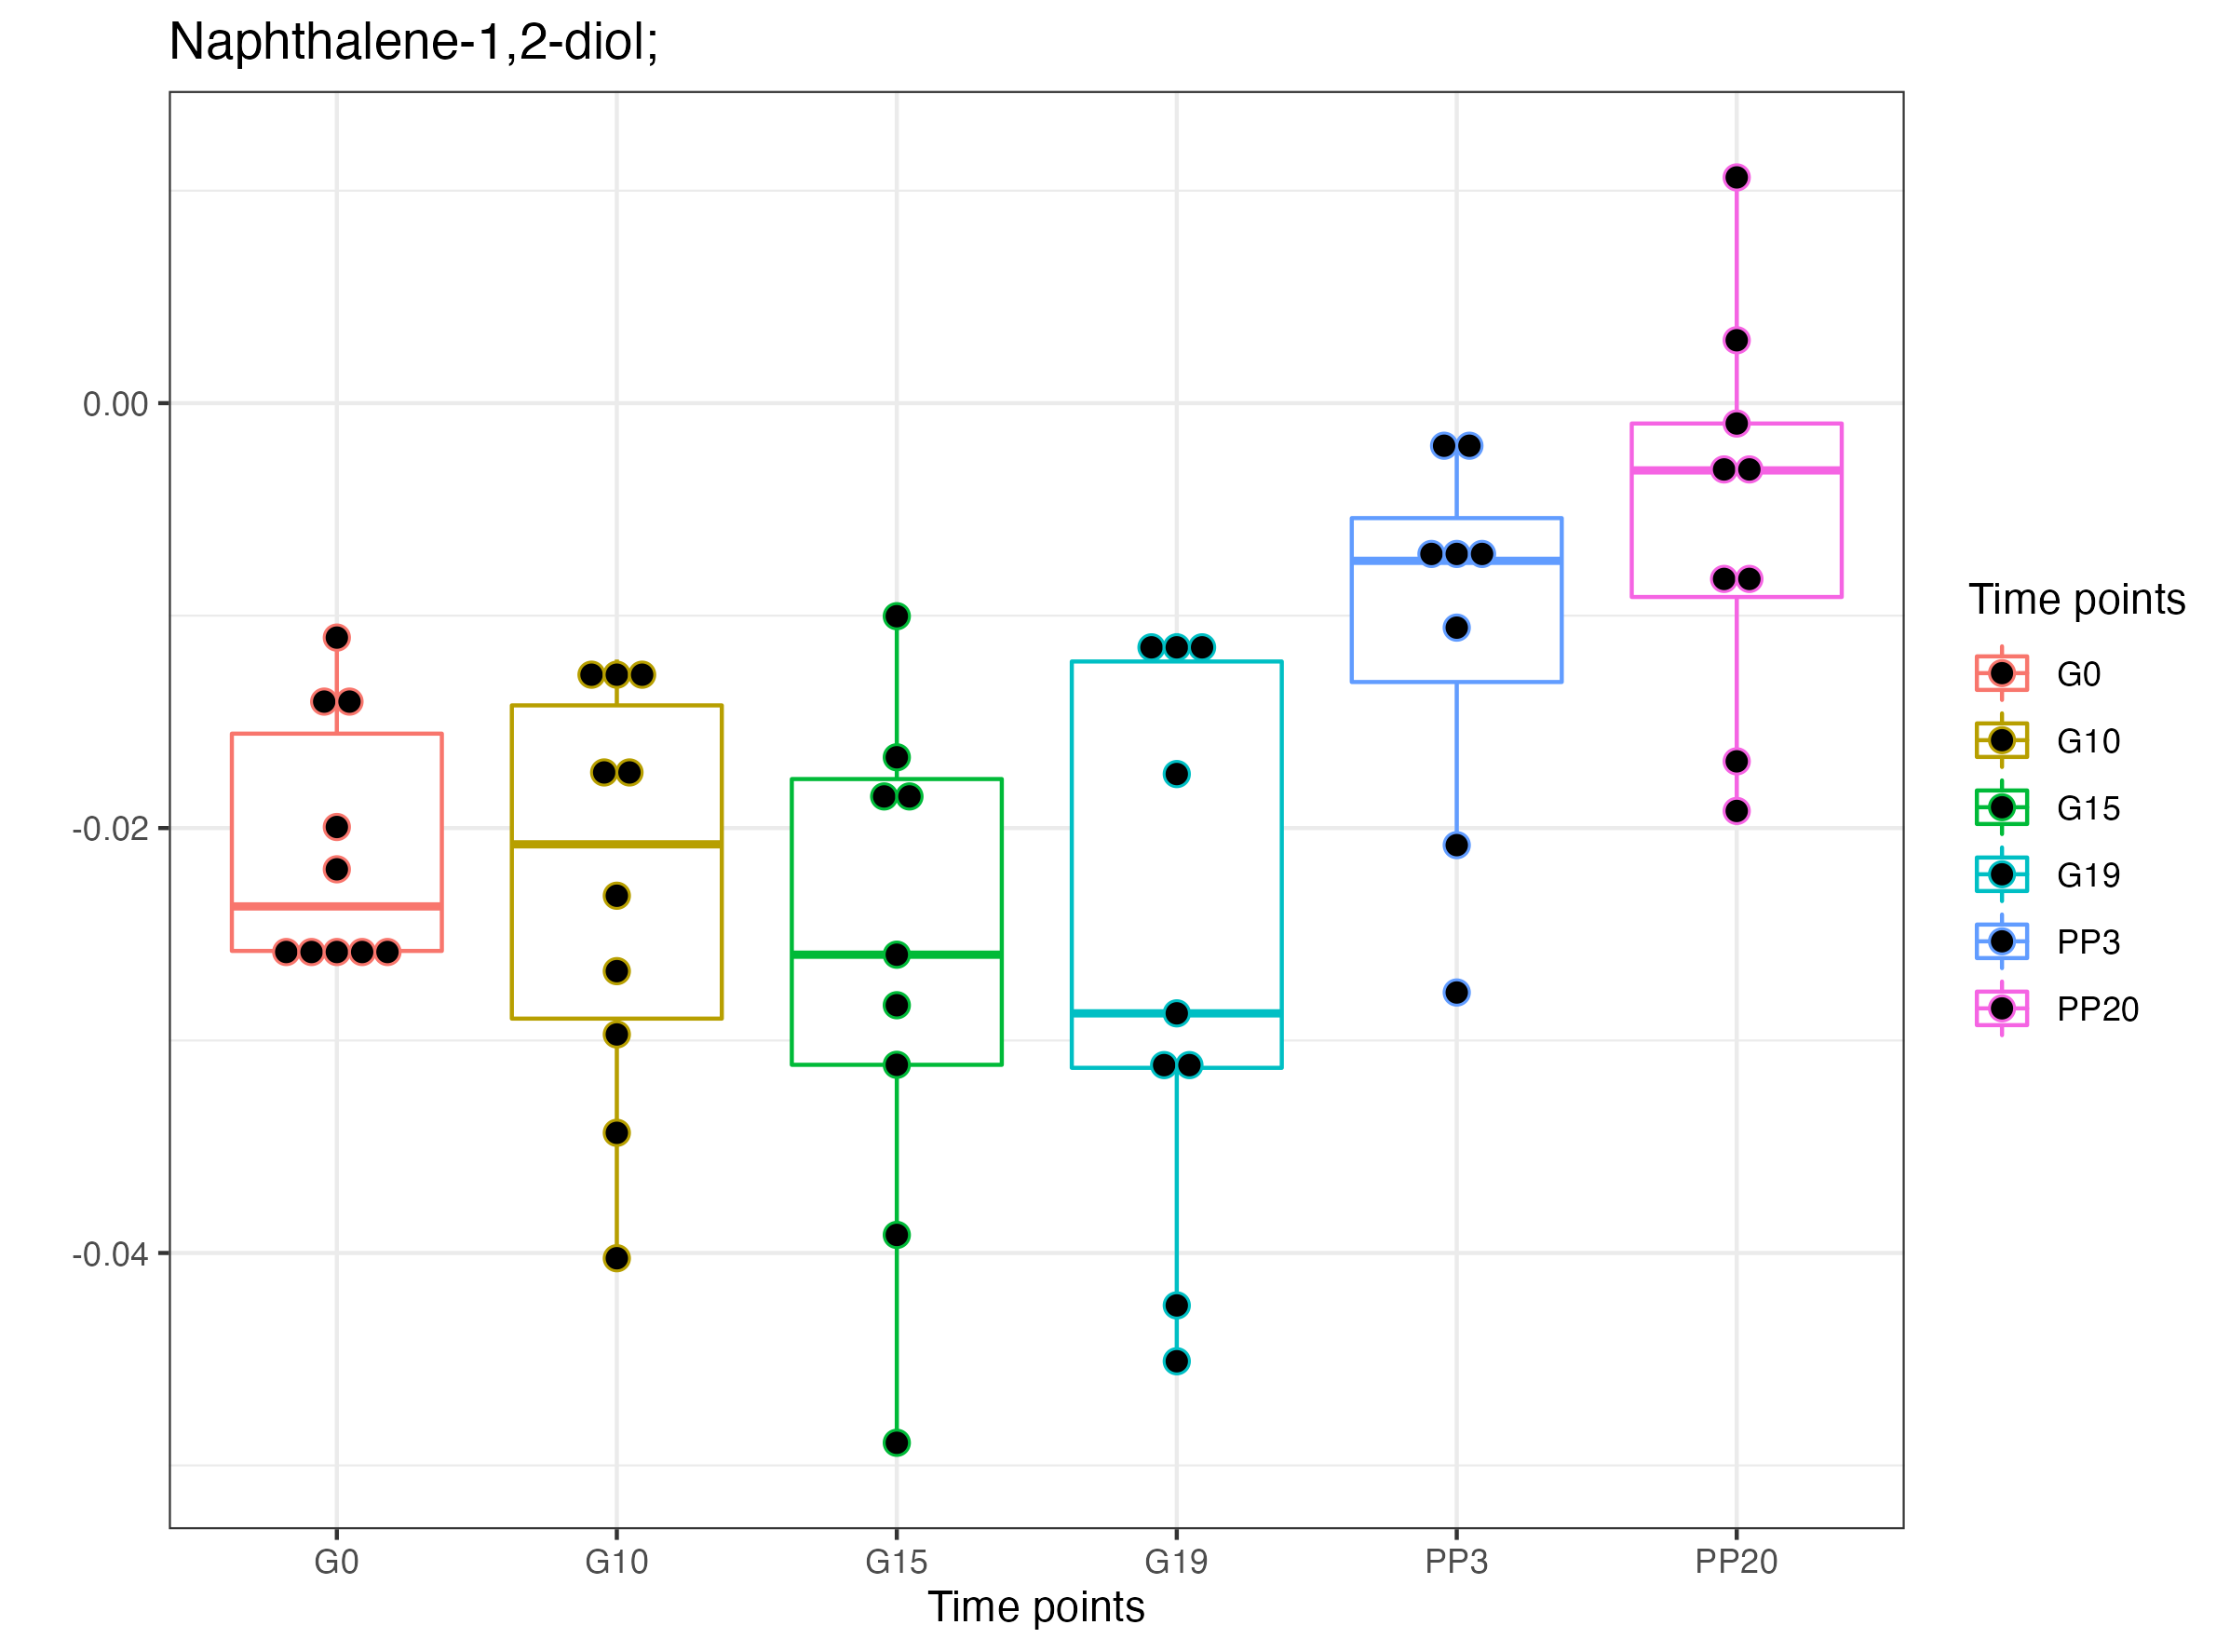 Naphthalene-1,2-diol;
0.00
-0.02
-0.04
G0 G10 G15 G19 PP3 PP20
Time points
Time points
G0
G10
G15
G19
PP3
PP20